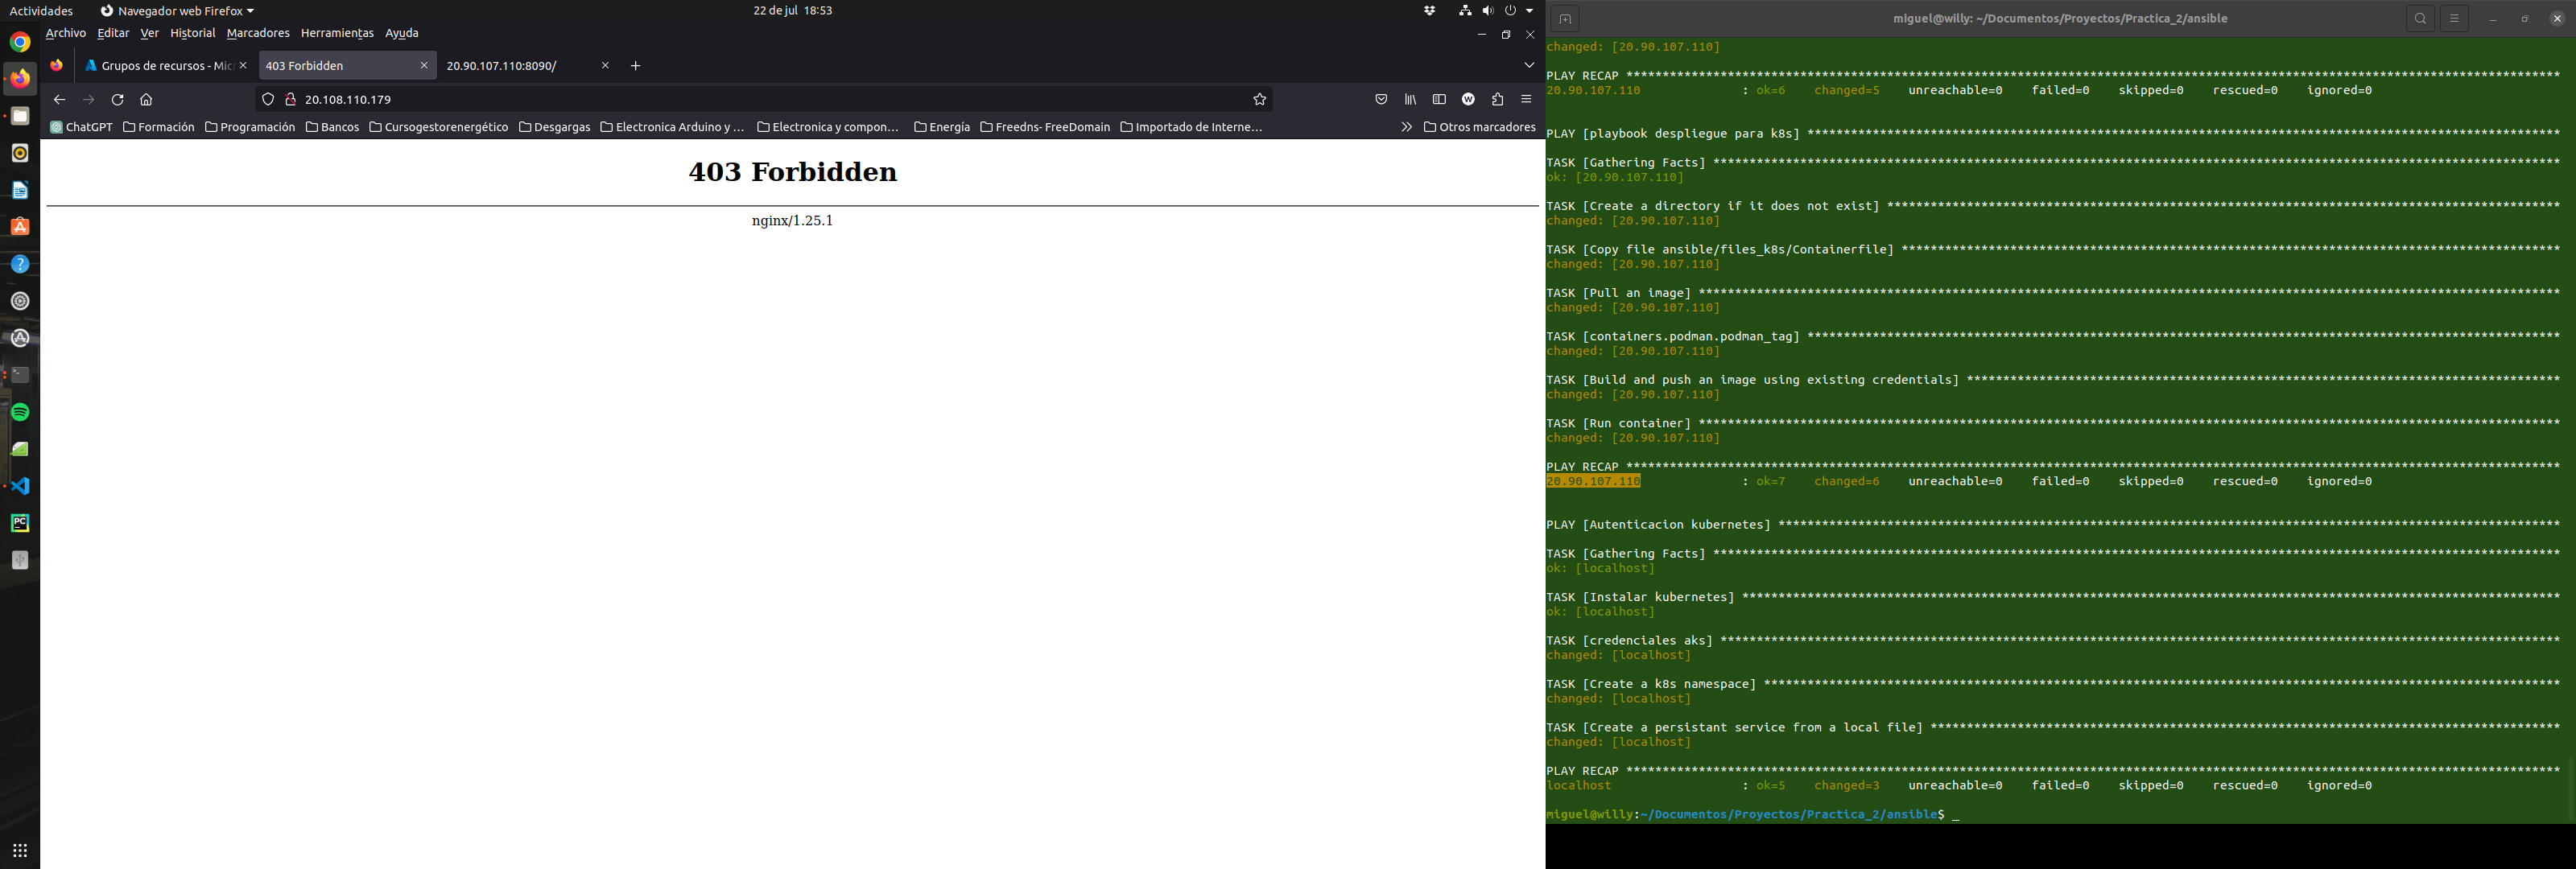 Actividades Navegador web Firefox 22 de jul 18:53
Archivo Editar Ver Historial Marcadores Herramientas Ayuda
Grupos de recursos - Mic 403 Forbidden 20.90.107.110:8090/
20.108.110.179
ChatGPT Formación Programación Bancos Cursogestorenergético Desgargas Electronica Arduino y ... Electronica y compon... Energía Freedns- FreeDomain Importado de Interne... Otros marcadores
403 Forbidden
nginx/1.25.1
miguel@willy: ~/Documentos/Proyectos/Practica_2/ansible
changed: [20.90.107.110]
PLAY RECAP
20.90.107.110 : ok=6 changed=5 unreachable=0 failed=0 skipped=0 rescued=0 ignored=0
PLAY [playbook despliegue para k8s]
TASK [Gathering Facts]
ok: [20.90.107.110]
TASK [Create a directory if it does not exist]
changed: [20.90.107.110]
TASK [Copy file ansible/files_k8s/Containerfile]
changed: [20.90.107.110]
TASK [Pull an image]
changed: [20.90.107.110]
TASK [containers.podman.podman_tag]
changed: [20.90.107.110]
TASK [Build and push an image using existing credentials]
changed: [20.90.107.110]
TASK [Run container]
changed: [20.90.107.110]
PLAY RECAP
20.90.107.110 : ok=7 changed=6 unreachable=0 failed=0 skipped=0 rescued=0 ignored=0
PLAY [Autenticacion kubernetes]
TASK [Gathering Facts]
ok: [localhost]
TASK [Instalar kubernetes]
ok: [localhost]
TASK [credenciales aks]
changed: [localhost]
TASK [Create a k8s namespace]
changed: [localhost]
TASK [Create a persistant service from a local file]
changed: [localhost]
PLAY RECAP
localhost : ok=5 changed=3 unreachable=0 failed=0 skipped=0 rescued=0 ignored=0
miguel@willy:~/Documentos/Proyectos/Practica_2/ansible$ _